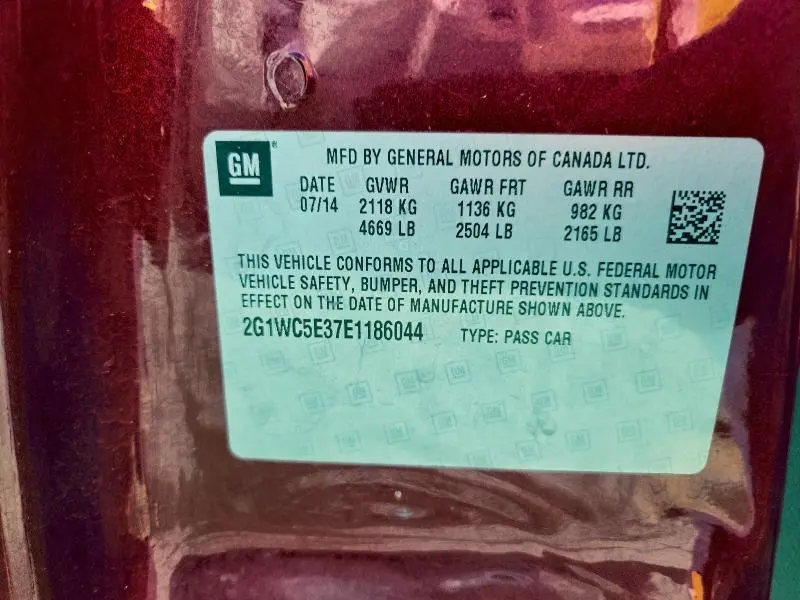 GM®
MFD BY GENERAL MOTORS OF CANADA LTD.
DATE GVWR GAWR FRT GAWR RR
07/14 2118 KG 1136 KG 982 KG
4669 LB 2504 LB 2165 LB
THIS VEHICLE CONFORMS TO ALL APPLICABLE U.S. FEDERAL MOTOR
VEHICLE SAFETY, BUMPER, AND THEFT PREVENTION STANDARDS IN
EFFECT ON THE DATE OF MANUFACTURE SHOWN ABOVE.
2G1WC5E37E1186044 TYPE: PASS CAR